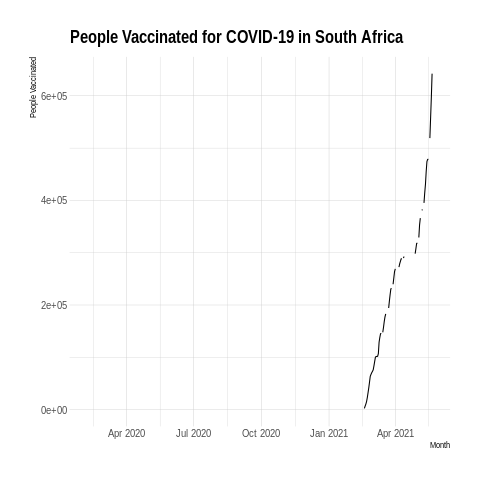 People Vaccinated for COVID-19 in South Africa
People Vaccinated
6e+05
4e+05
2e+05
0e+00
Apr 2020 Jul 2020 Oct 2020 Jan 2021 Apr 2021
Month